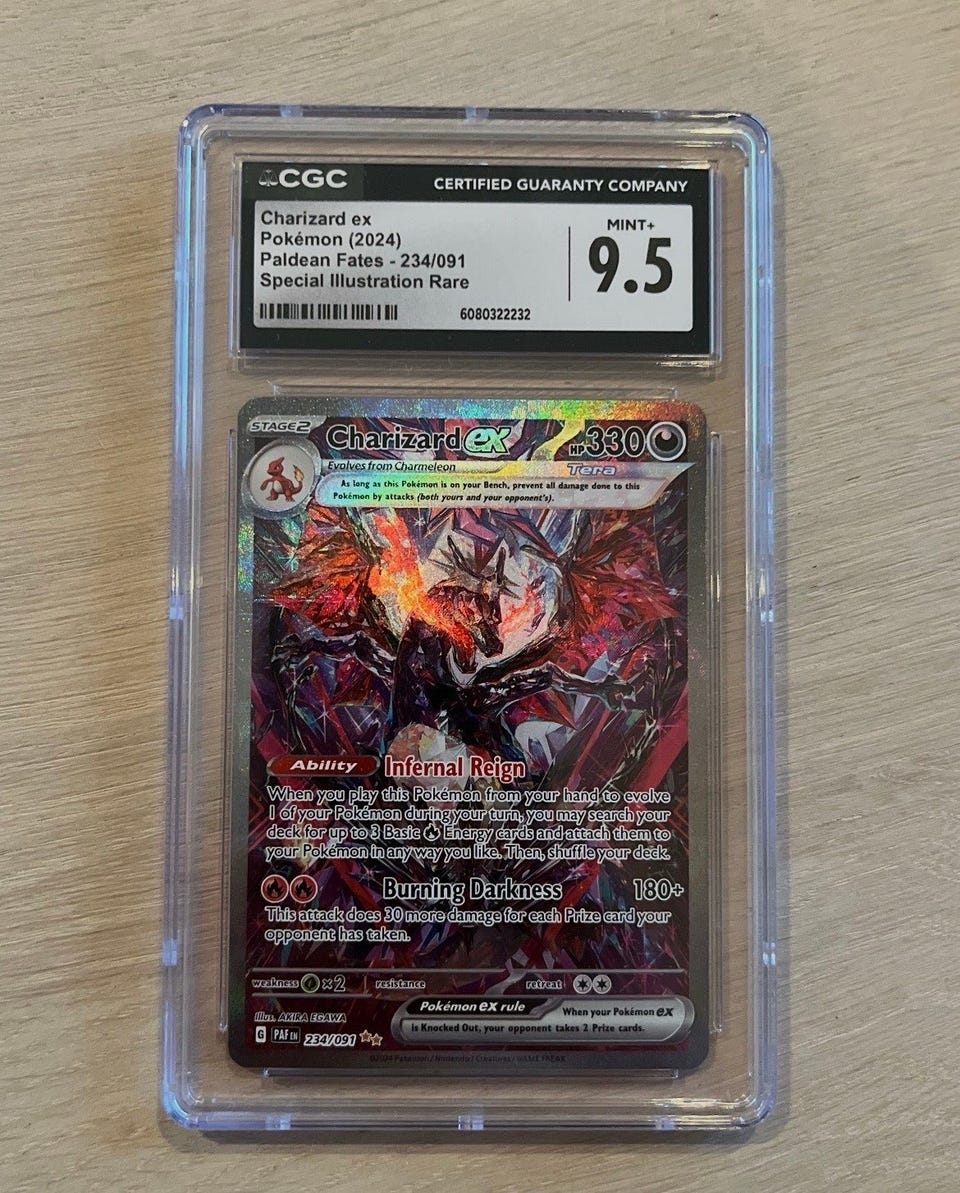 CGC CERTIFIED GUARANTY COMPANY
Charizard ex
Pokémon (2024)
Paldean Fates - 234/091
Special Illustration Rare
MINT+
9.5
6080322232
STAGE2 Charizard ex HP330
Evolves from Charmeleon Tera
As long as this Pokémon is on your Bench, prevent all damage done to this
Pokémon by attacks (both yours and your opponent's).
Ability Infernal Reign
When you play this Pokémon from your hand to evolve
1 of your Pokémon during your turn, you may search your
deck for up to 3 Basic Energy cards and attach them to
your Pokémon in any way you like. Then, shuffle your deck.
Burning Darkness 180+
This attack does 30 more damage for each Prize card your
opponent has taken.
weakness ×2 resistance retreat
Illus. AKIRA EGAWA
G PAF EN 234/091
Pokémon ex rule When your Pokémon ex
is Knocked Out, your opponent takes 2 Prize cards.
©2024 Pokémon / Nintendo / Creatures / GAME FREAK